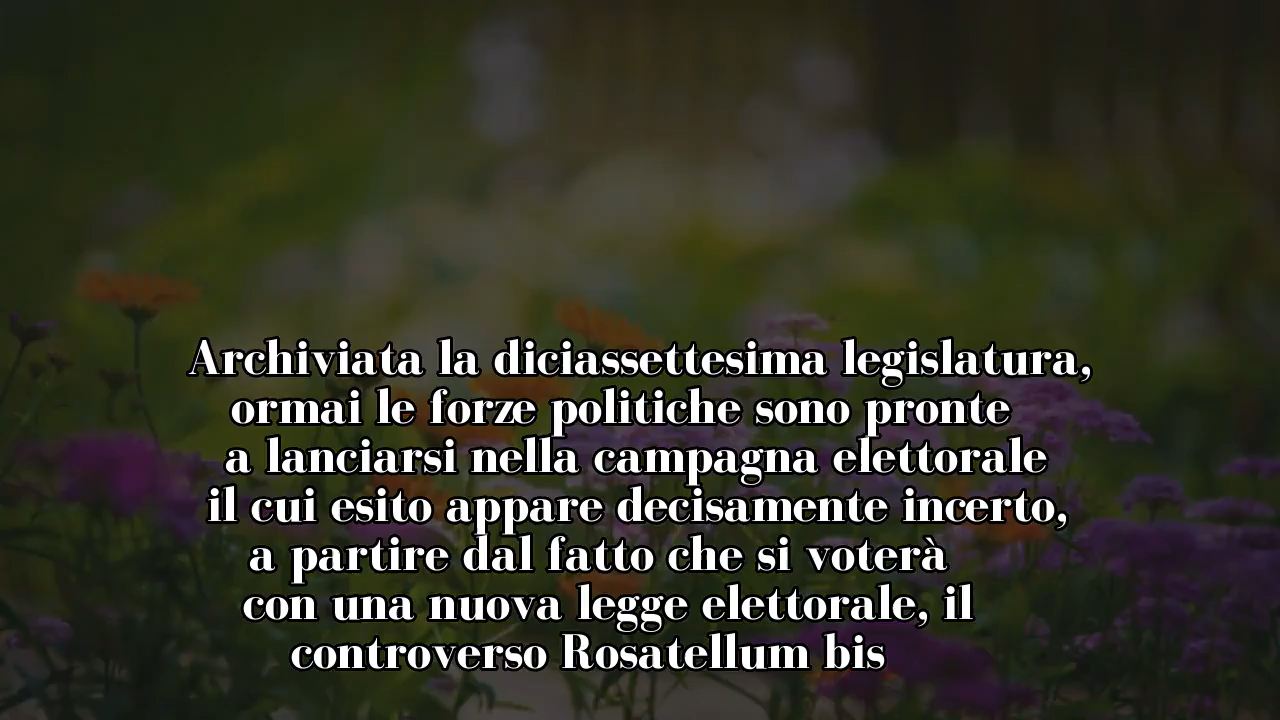 Archiviata la diciassettesima legislatura,
ormai le forze politiche sono pronte
a lanciarsi nella campagna elettorale
il cui esito appare decisamente incerto,
a partire dal fatto che si voterà
con una nuova legge elettorale, il
controverso Rosatellum bis